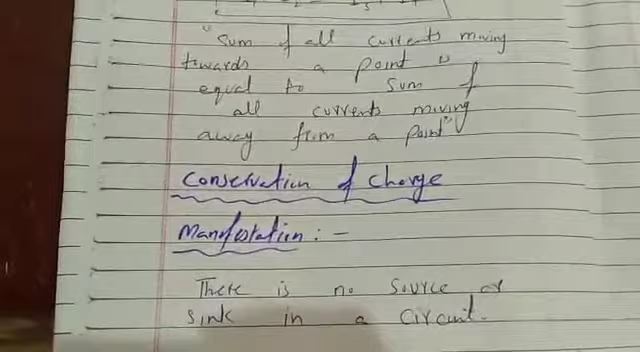 "Sum of all currents moving
towards a point is
equal to sum of
all currents moving
away from a point"
Conservation of Charge
Manifestation : -
There is no source or
sink in a circuit.